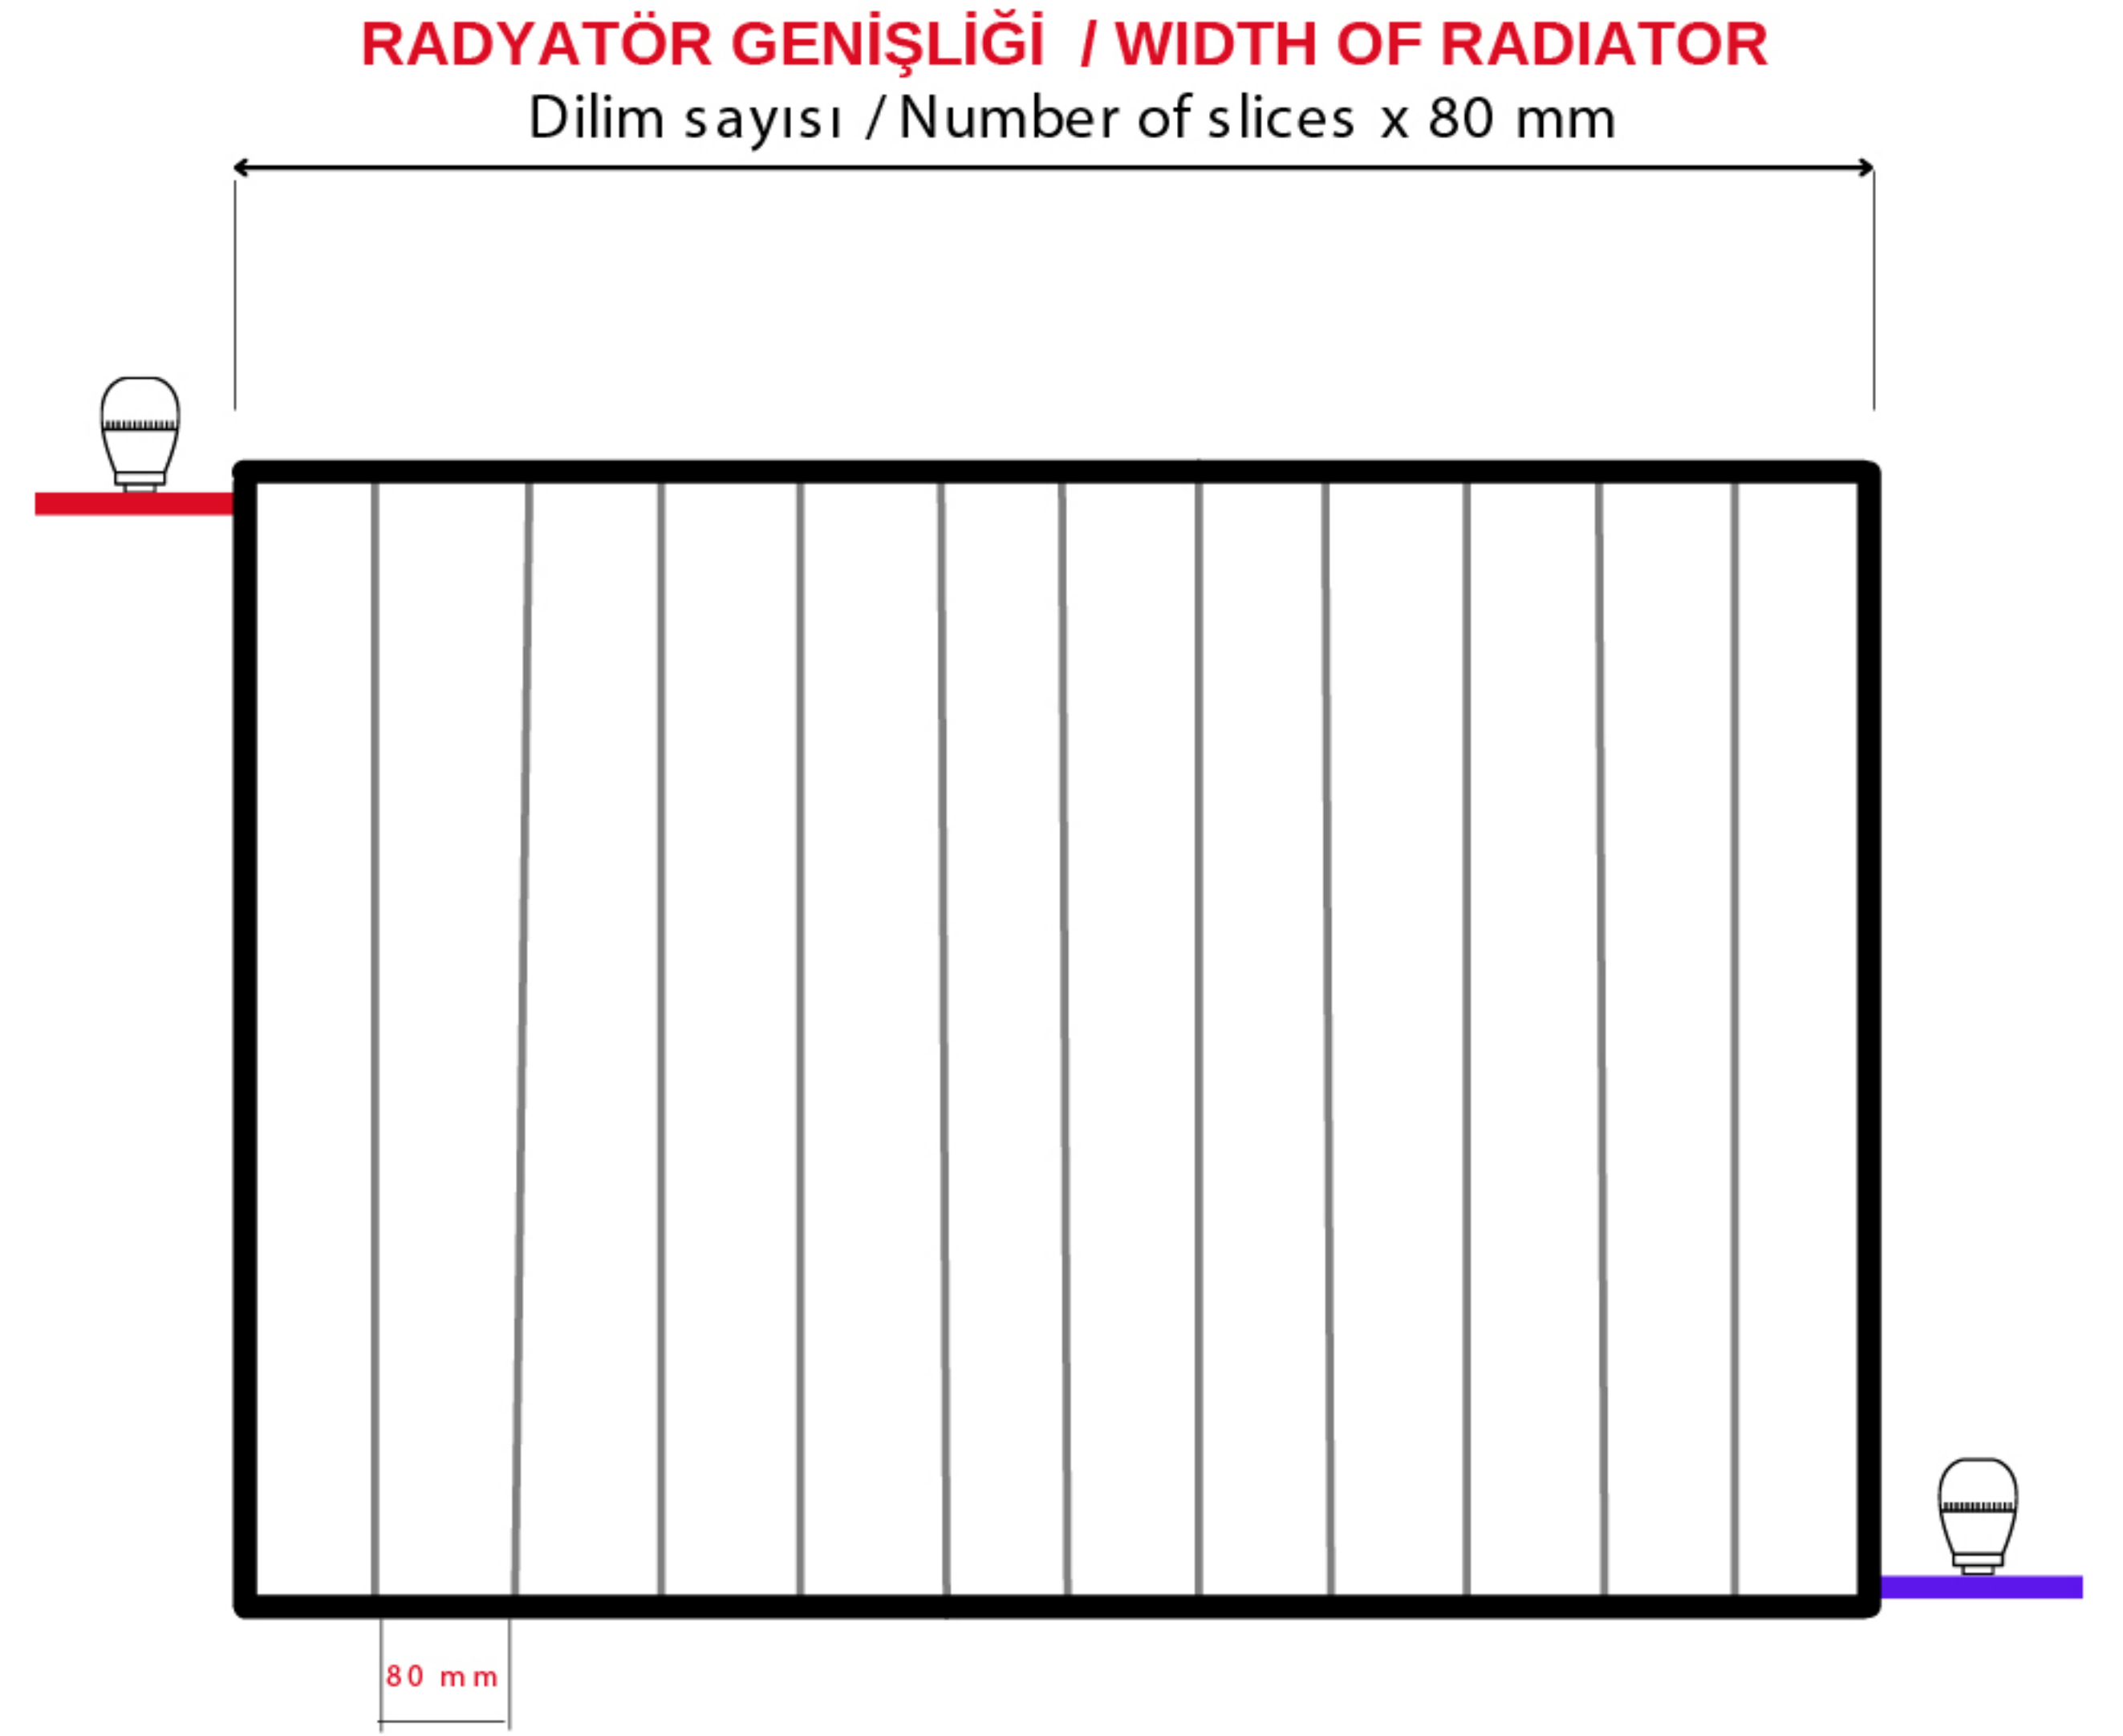 RADYATÖR GENİŞLİĞİ / WIDTH OF RADIATOR
Dilim sayısı / Number of slices x 80 mm
80 mm